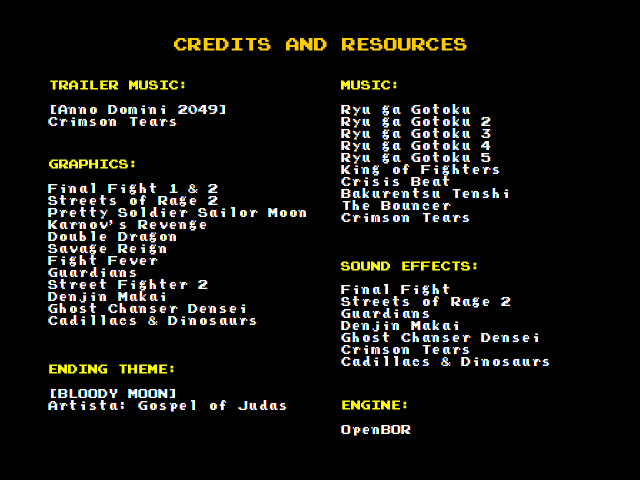 CREDITS AND RESOURCES
TRAILER MUSIC:
[Anno Domini 2049]
Crimson Tears
GRAPHICS:
Final Fight 1 & 2
Streets of Rage 2
Pretty Soldier Sailor Moon
Karnov's Revenge
Double Dragon
Savage Reign
Fight Fever
Guardians
Street Fighter 2
Denjin Makai
Ghost Chanser Densei
Cadillacs & Dinosaurs
ENDING THEME:
[BLOODY MOON]
Artista: Gospel of Judas
MUSIC:
Ryu ga Gotoku
Ryu ga Gotoku 2
Ryu ga Gotoku 3
Ryu ga Gotoku 4
Ryu ga Gotoku 5
King of Fighters
Crisis Beat
Bakurentsu Tenshi
The Bouncer
Crimson Tears
SOUND EFFECTS:
Final Fight
Streets of Rage 2
Guardians
Denjin Makai
Ghost Chanser Densei
Crimson Tears
Cadillacs & Dinosaurs
ENGINE:
OpenBOR